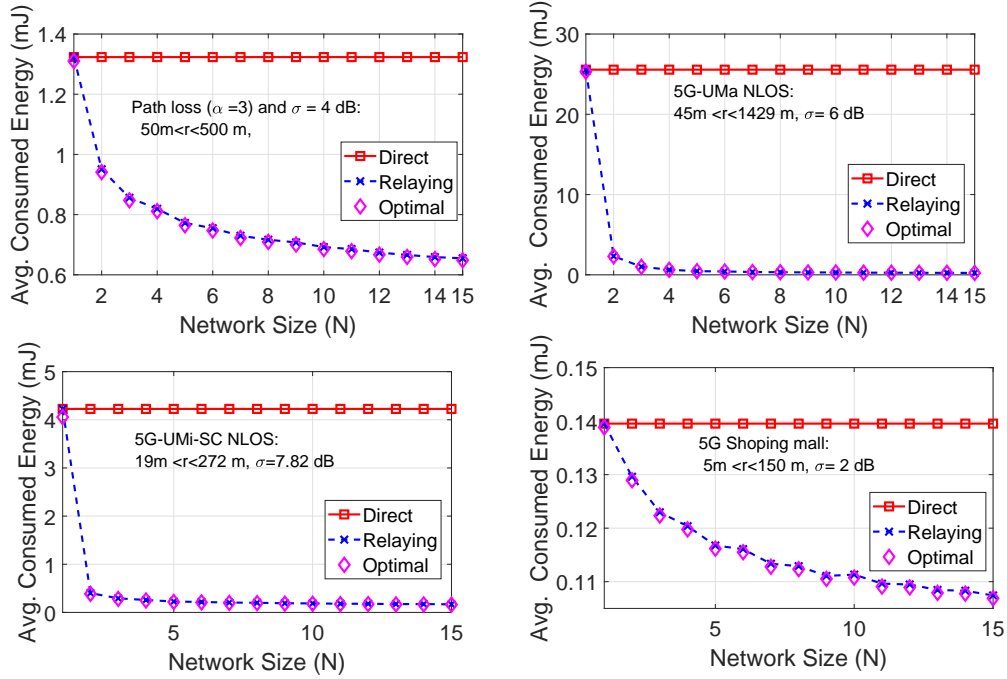 1.4
1.2
1
0.8
0.6
Avg. Consumed Energy (mJ)
Path loss (α =3) and σ = 4 dB:
50m<r<500 m,
Direct
Relaying
Optimal
2 4 6 8 10 12 14 15
Network Size (N)
30
20
10
0
Avg. Consumed Energy (mJ)
5G-UMa NLOS:
45m <r<1429 m, σ= 6 dB
Direct
Relaying
Optimal
2 4 6 8 10 12 14 15
Network Size (N)
5
4
3
2
1
0
Avg. Consumed Energy (mJ)
5G-UMi-SC NLOS:
19m <r<272 m, σ=7.82 dB
Direct
Relaying
Optimal
5 10 15
Network Size (N)
0.15
0.14
0.13
0.12
0.11
Avg. Consumed Energy (mJ)
5G Shoping mall:
5m <r<150 m, σ= 2 dB
Direct
Relaying
Optimal
5 10 15
Network Size (N)